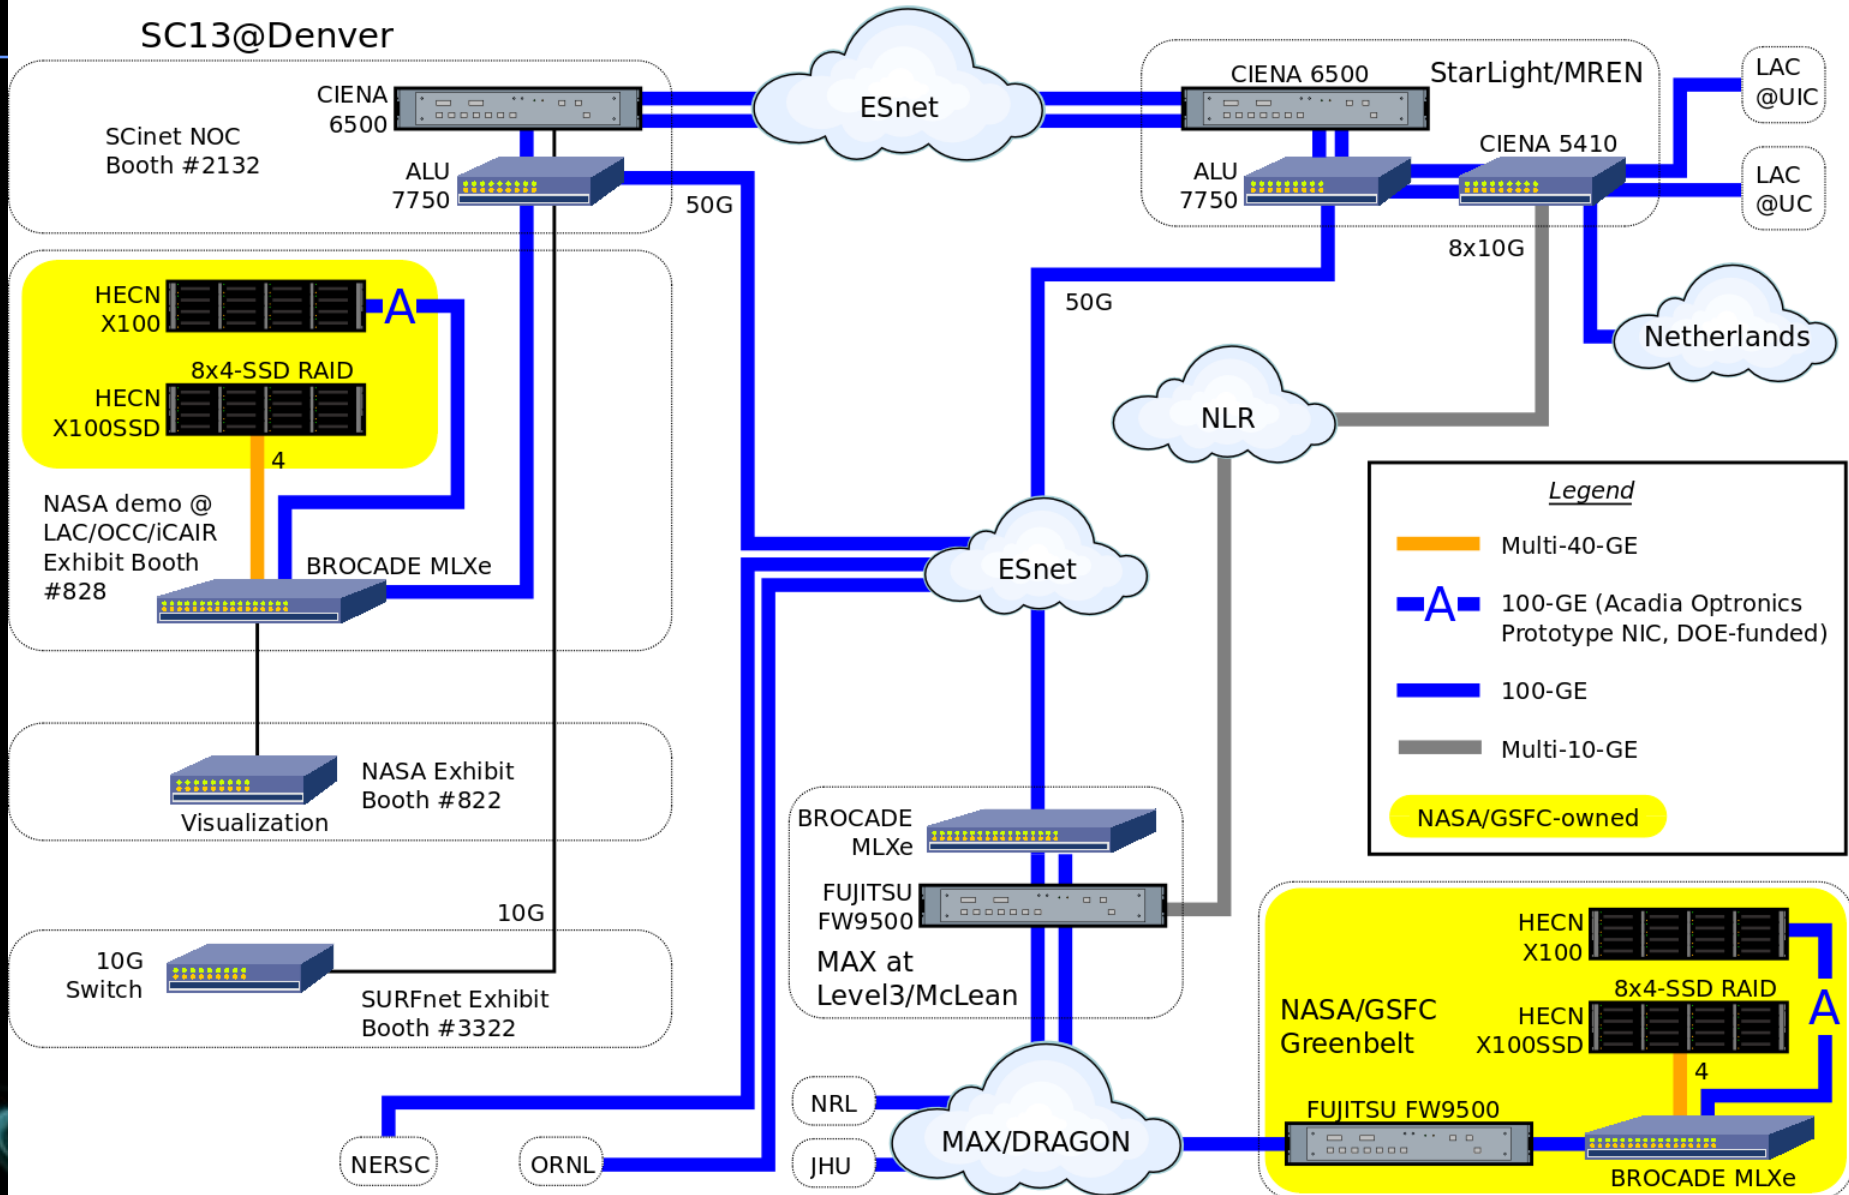 SC13@Denver
CIENA
6500
SCinet NOC
Booth #2132
ALU
7750
50G
ESnet
CIENA 6500
StarLight/MREN
CIENA 5410
ALU
7750
LAC
@UIC
LAC
@UC
8x10G
50G
Netherlands
NLR
HECN
X100
A
8x4-SSD RAID
HECN
X100SSD
4
NASA demo @
LAC/OCC/iCAIR
Exhibit Booth
#828
BROCADE MLXe
ESnet
NASA Exhibit
Booth #822
Visualization
10G
10G
Switch
SURFnet Exhibit
Booth #3322
Legend
Multi-40-GE
A
100-GE (Acadia Optronics
Prototype NIC, DOE-funded)
100-GE
Multi-10-GE
NASA/GSFC-owned
BROCADE
MLXe
FUJITSU
FW9500
MAX at
Level3/McLean
NERSC
ORNL
NRL
JHU
MAX/DRAGON
HECN
X100
A
8x4-SSD RAID
HECN
X100SSD
4
NASA/GSFC
Greenbelt
FUJITSU FW9500
BROCADE MLXe